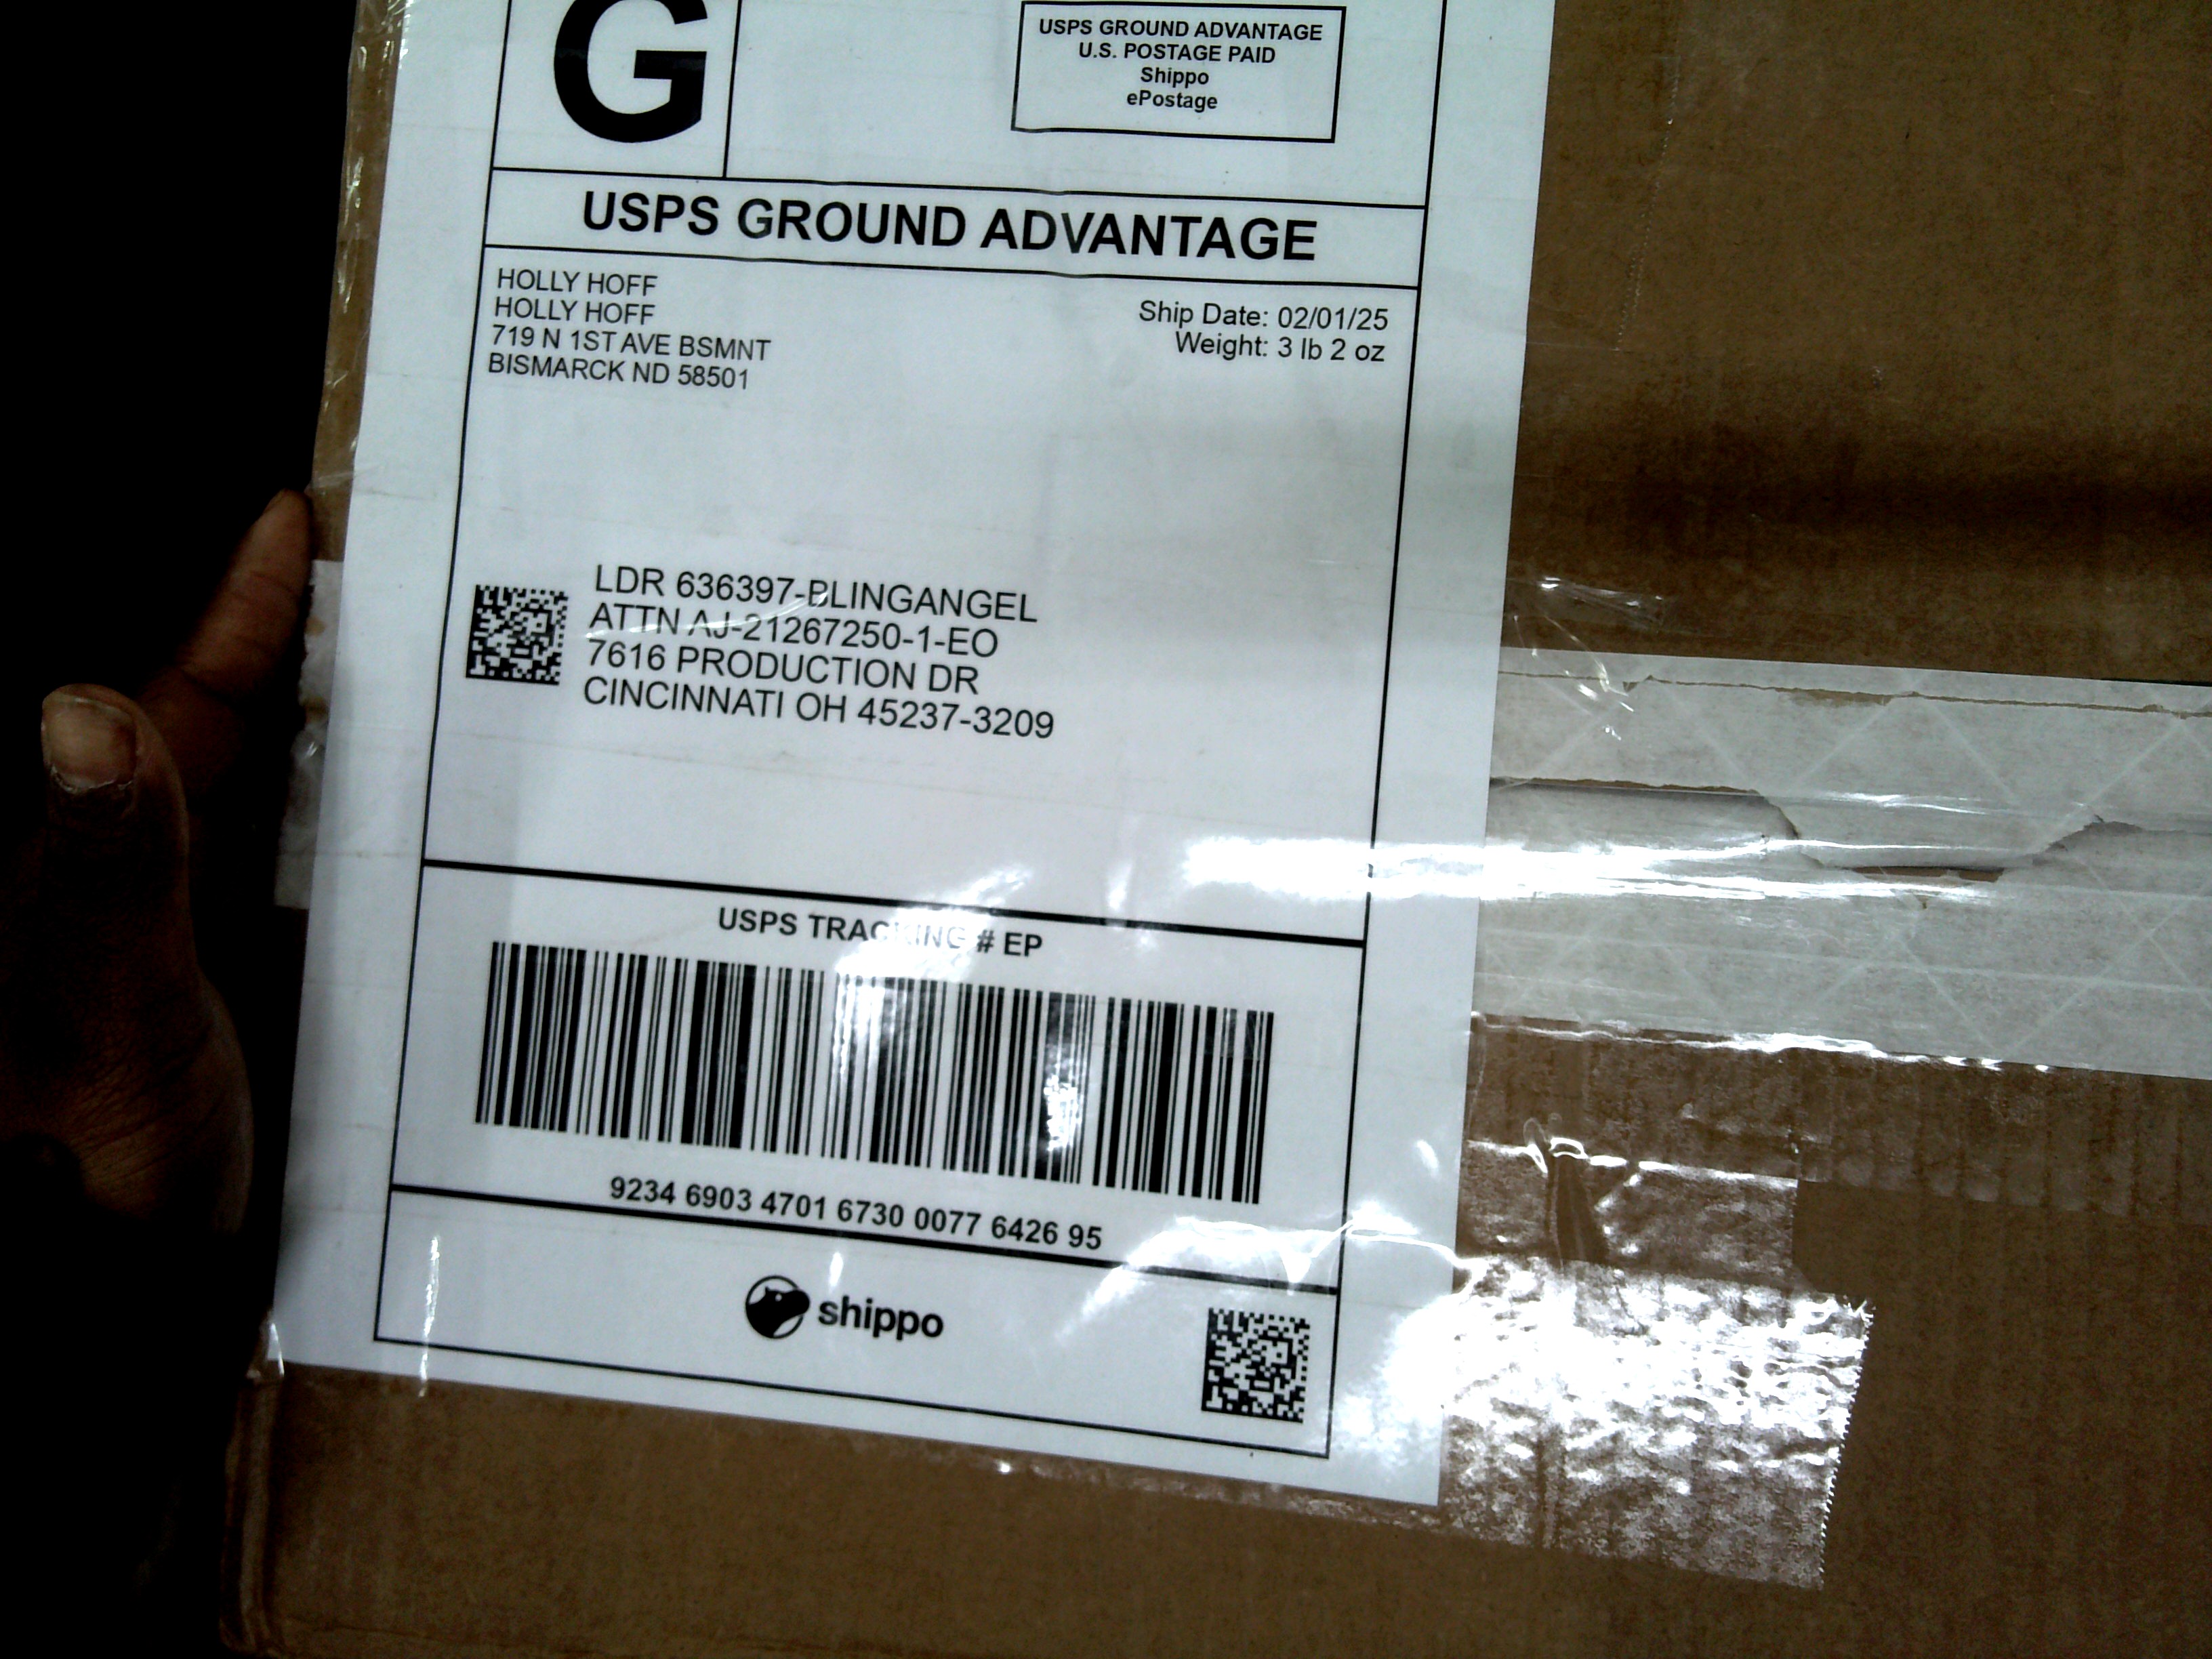 G
USPS GROUND ADVANTAGE
U.S. POSTAGE PAID
Shippo
ePostage
USPS GROUND ADVANTAGE
HOLLY HOFF
HOLLY HOFF
719 N 1ST AVE BSMNT
BISMARCK ND 58501
Ship Date: 02/01/25
Weight: 3 lb 2 oz
LDR 636397-BLINGANGEL
ATTN AJ-21267250-1-EO
7616 PRODUCTION DR
CINCINNATI OH 45237-3209
USPS TRACKING # EP
9234 6903 4701 6730 0077 6426 95
shippo